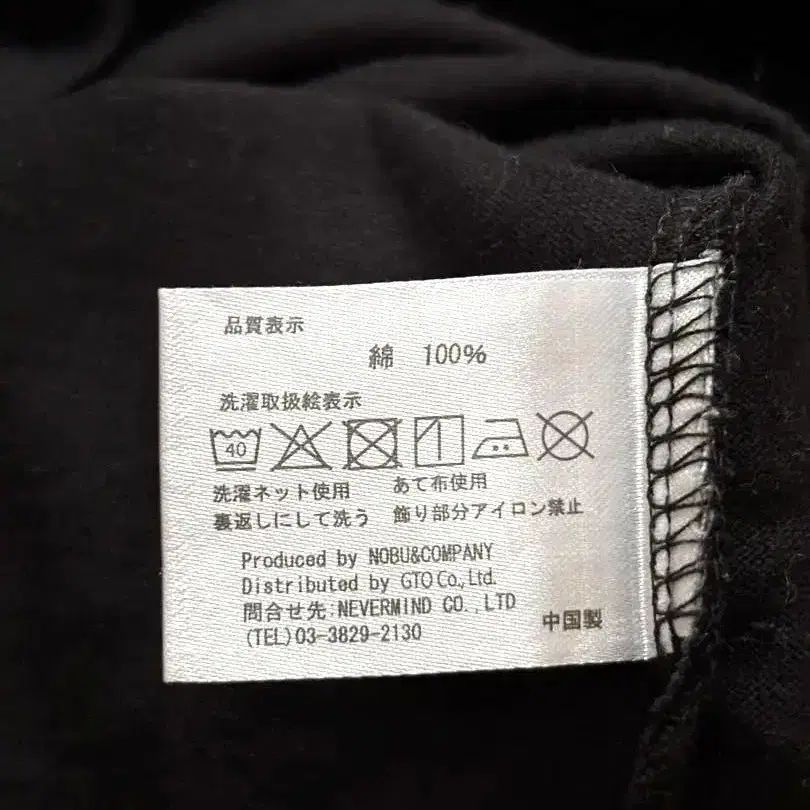 品質表示
綿 100%
洗濯取扱絵表示
40
洗濯ネット使用 あて布使用
裏返しにして洗う 飾り部分アイロン禁止
Produced by NOBU&COMPANY
Distributed by GTO Co., Ltd.
問合せ先:NEVERMIND CO., LTD
(TEL)03-3829-2130
中国製